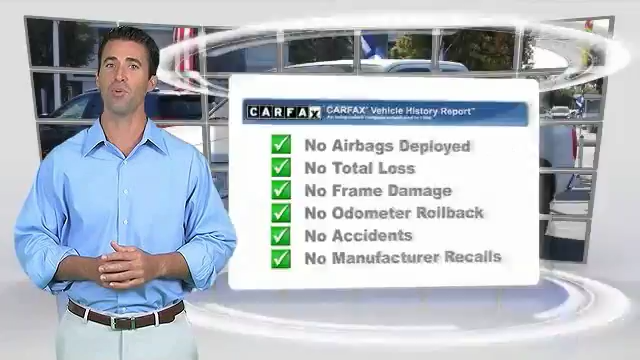 CARFAX CARFAX Vehicle History Report™
No Airbags Deployed
No Total Loss
No Frame Damage
No Odometer Rollback
No Accidents
No Manufacturer Recalls